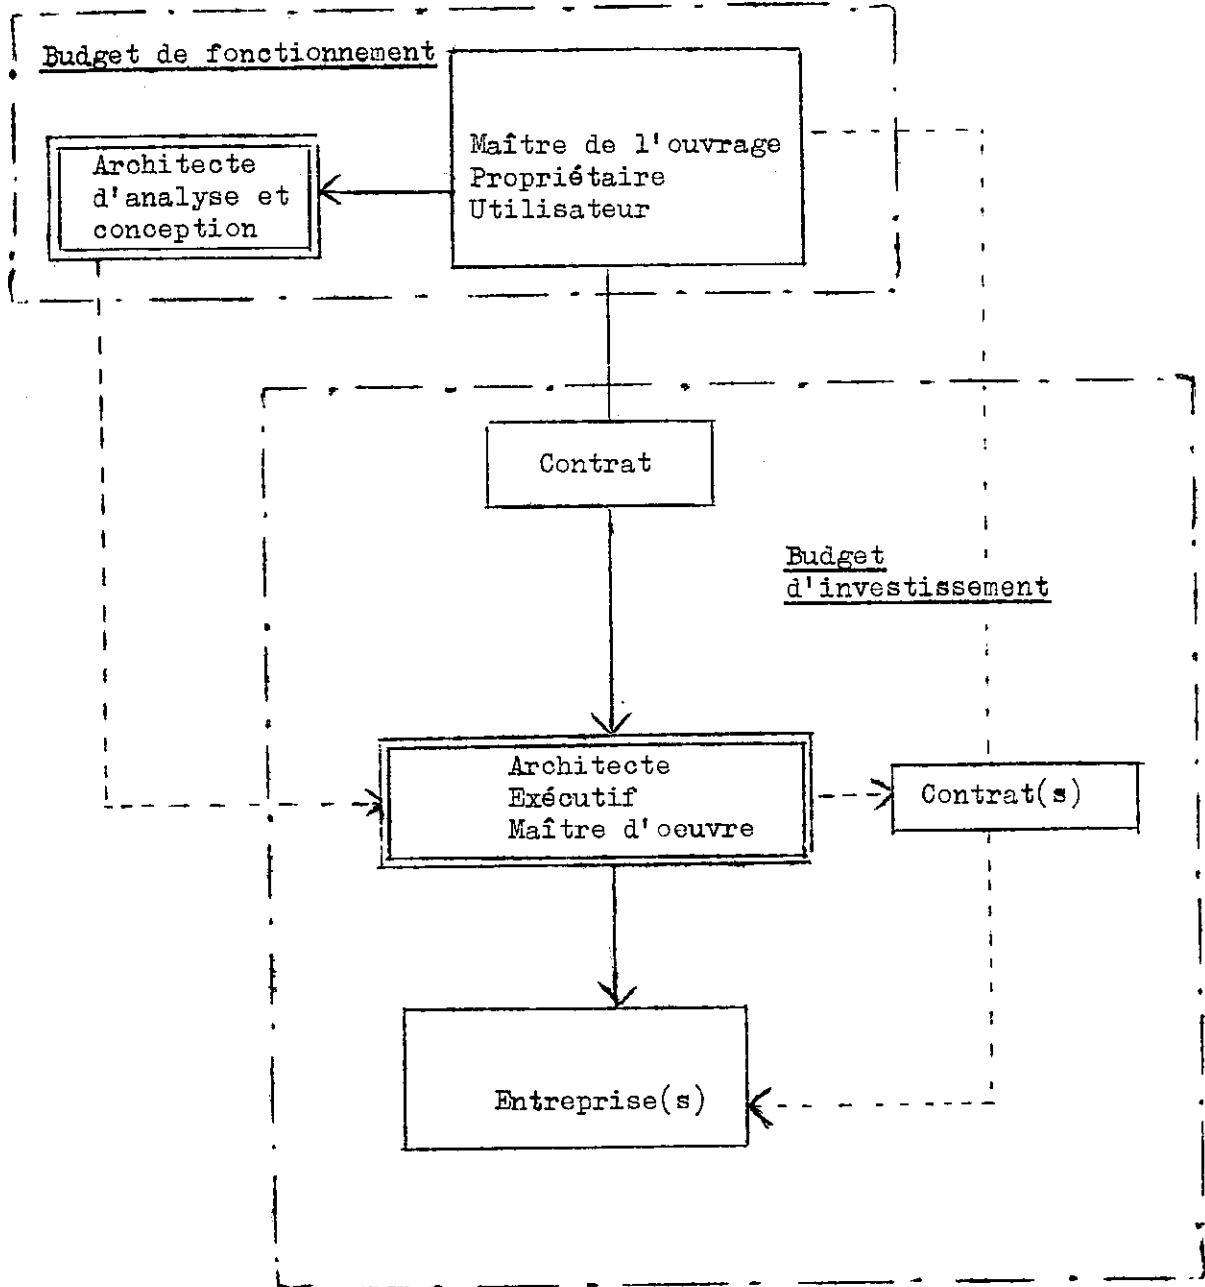 Budget de fonctionnement
Maître de l'ouvrage
Propriétaire
Utilisateur
Architecte
d'analyse et
conception
Contrat
Budget
d'investissement
Architecte
Exécutif
Maître d'oeuvre
Contrat(s)
Entreprise(s)